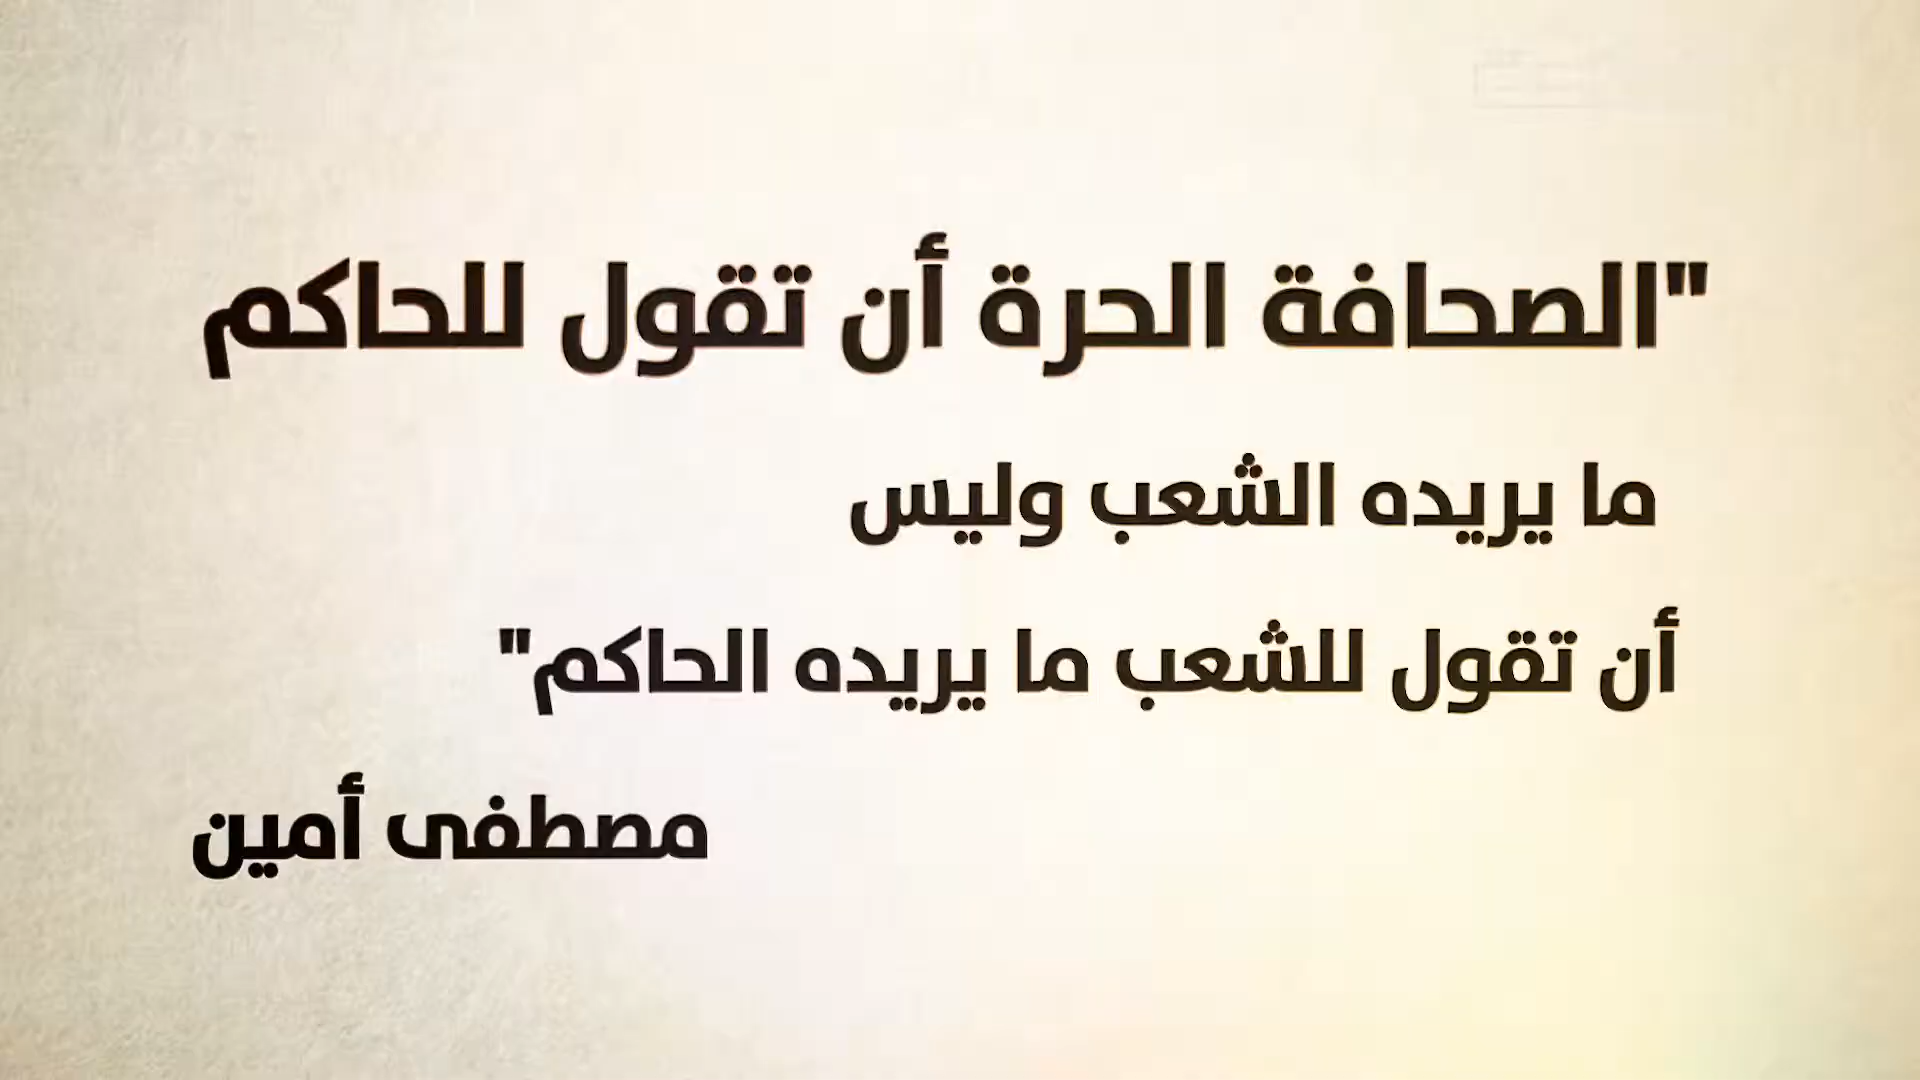 "الصحافة الحرة أن تقول للحاكم
ما يريده الشعب وليس
أن تقول للشعب ما يريده الحاكم"
مصطفى أمين